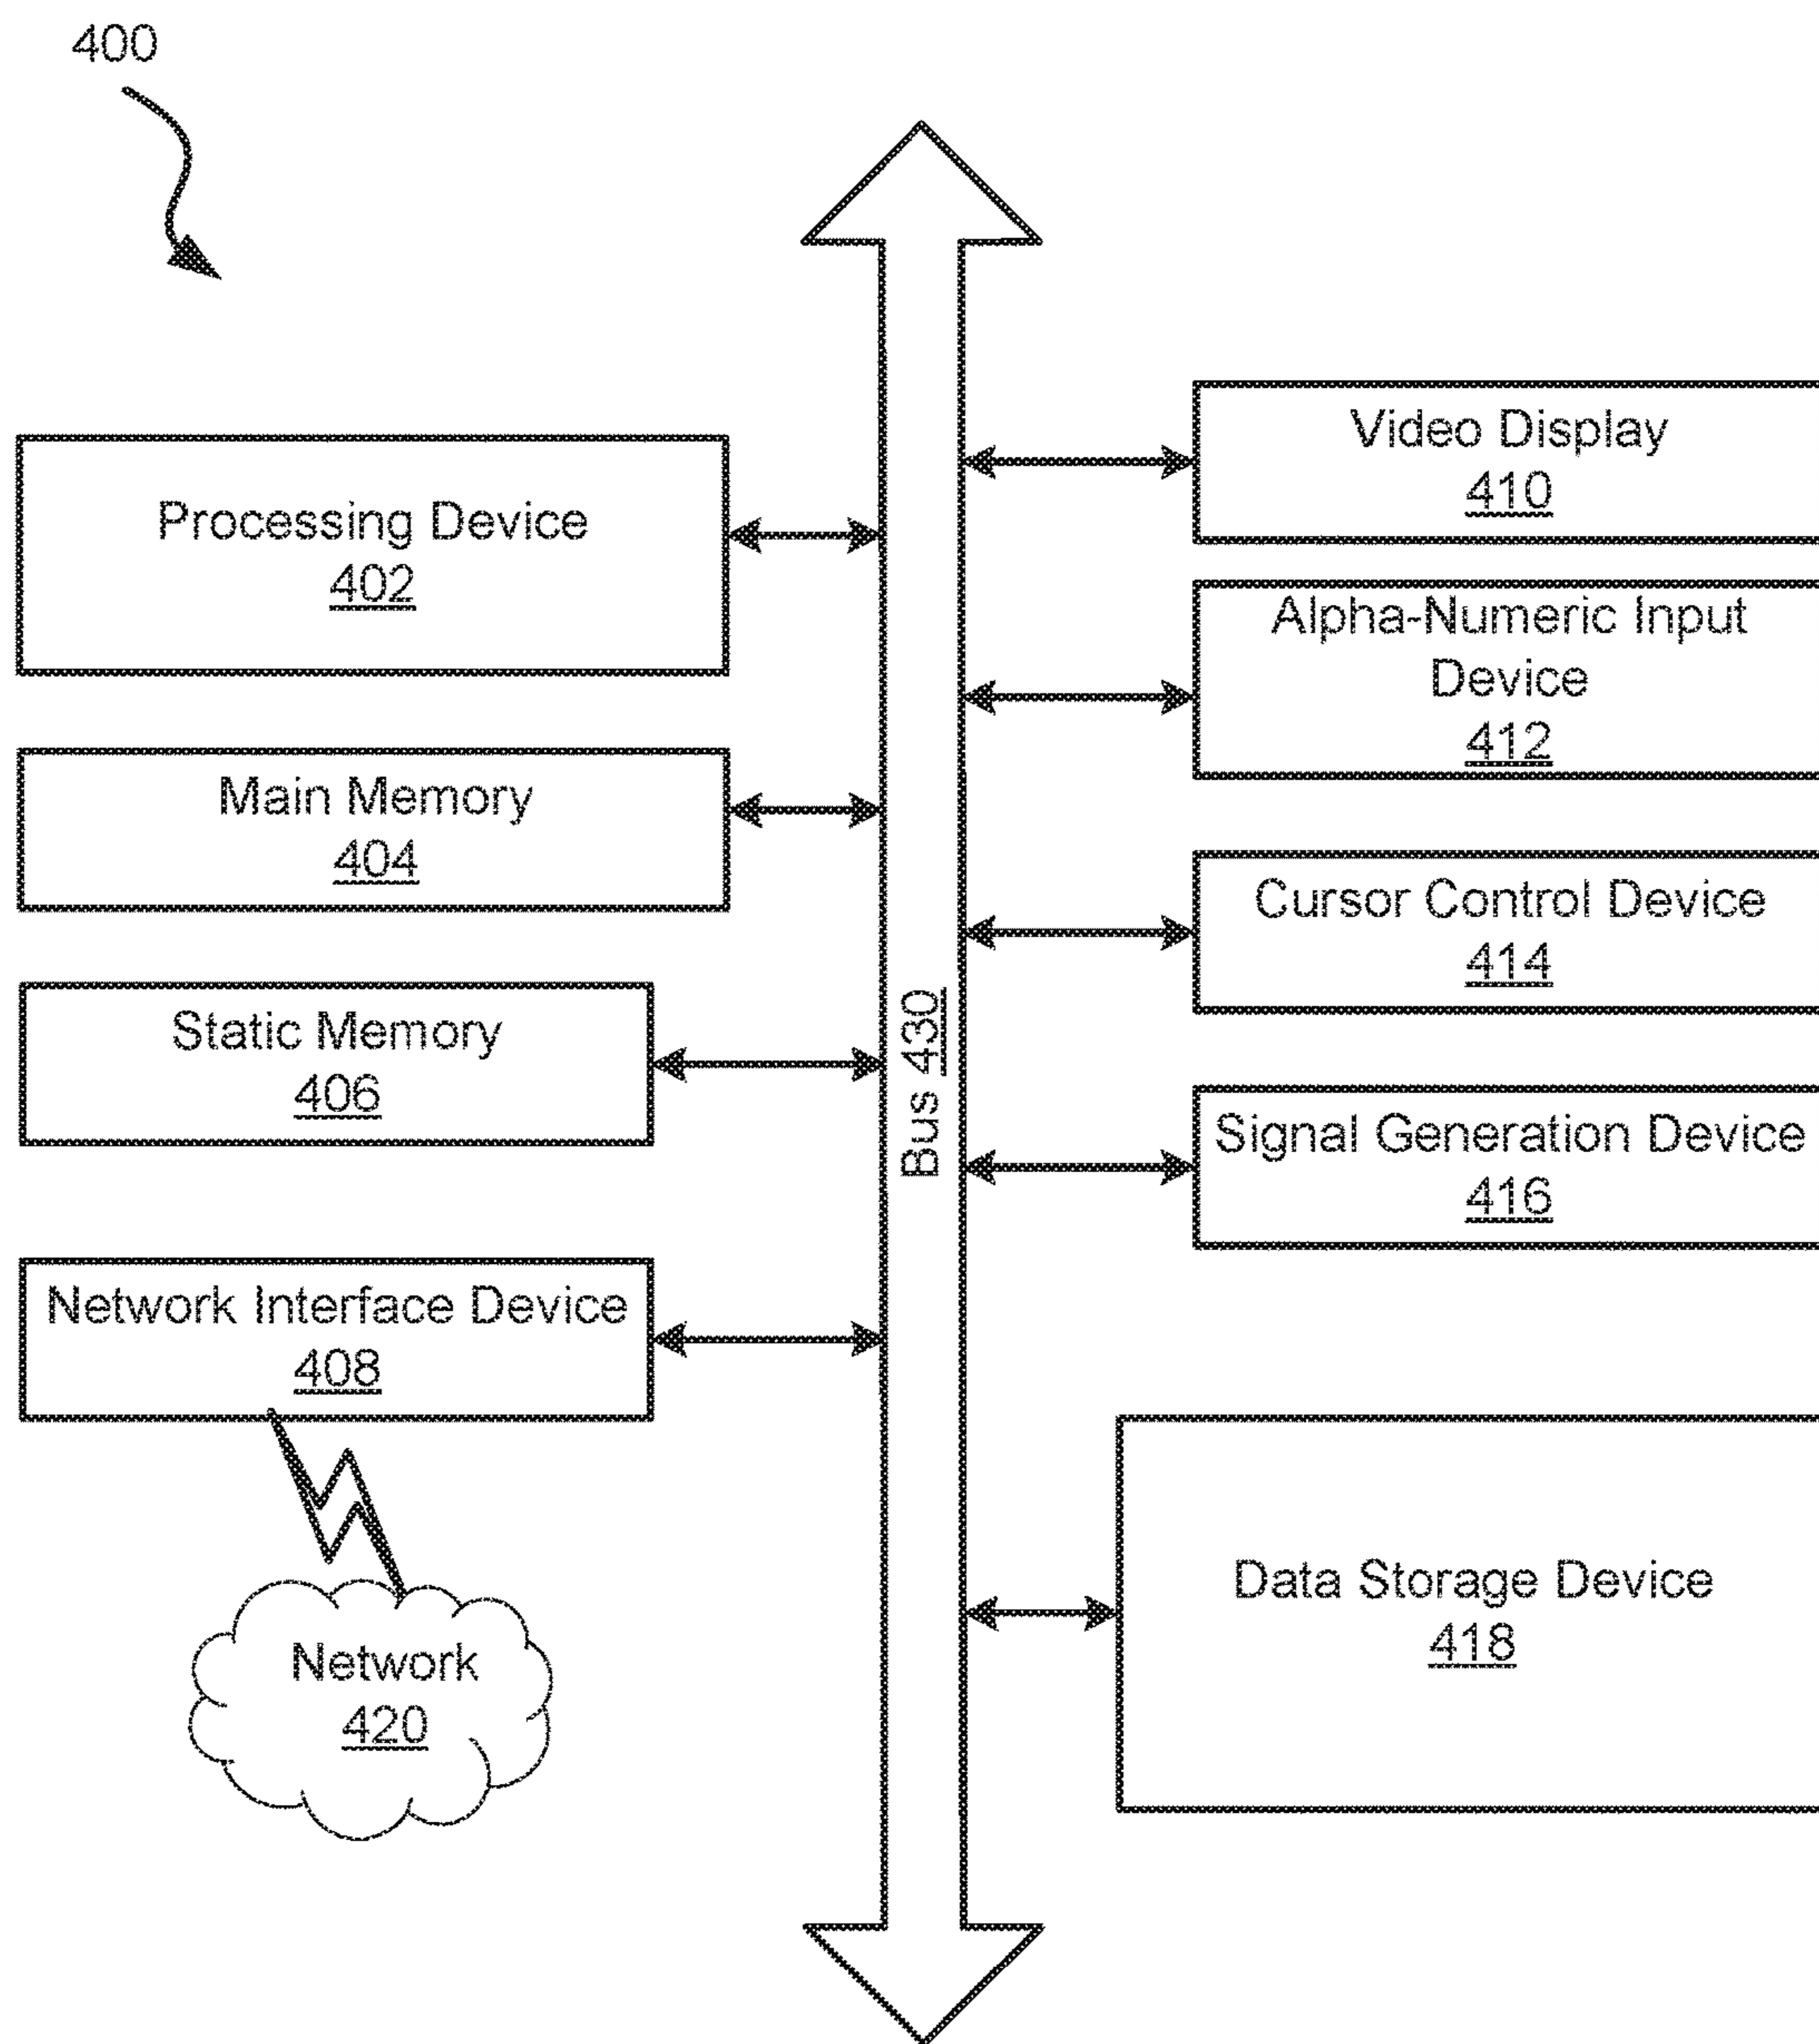 400
Processing Device
402
Main Memory
404
Static Memory
406
Network Interface Device
408
Network
420
Bus 430
Video Display
410
Alpha-Numeric Input
Device
412
Cursor Control Device
414
Signal Generation Device
416
Data Storage Device
418